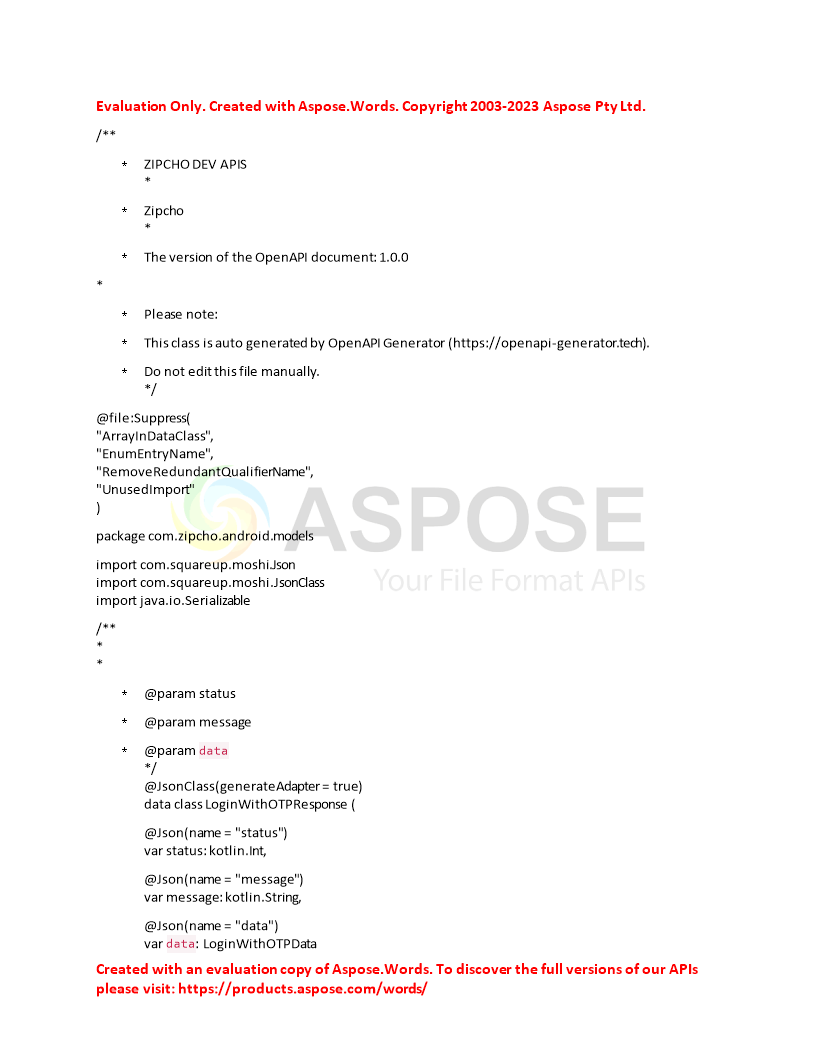 Evaluation Only. Created with Aspose.Words. Copyright 2003-2023 Aspose Pty Ltd.
/**
* ZIPCHO DEV APIS
*
* Zipcho
*
* The version of the OpenAPI document: 1.0.0
*
* Please note:
* This class is auto generated by OpenAPI Generator (https://openapi-generator.tech).
* Do not edit this file manually.
*/
@file:Suppress(
"ArrayInDataClass",
"EnumEntryName",
"RemoveRedundantQualifierName",
"UnusedImport"
)
ASPOSE
package com.zipcho.android.models
import com.squareup.moshi.Json
Your File Format APIs
import com.squareup.moshi.JsonClass
import java.io.Serializable
/**
*
*
* @param status
* @param message
* @param data
*/
@JsonClass(generateAdapter = true)
data class LoginWithOTPResponse (
@Json(name = "status")
var status: kotlin.Int,
@Json(name = "message")
var message: kotlin.String,
@Json(name = "data")
var data: LoginWithOTPData
Created with an evaluation copy of Aspose.Words. To discover the full versions of our APIs
please visit: https://products.aspose.com/words/